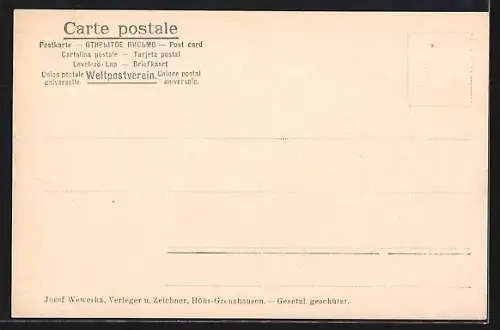 Carte postale
Postkarte — ОТКРЫТОЕ ПИСЬМО — Post card
Cartolina postale — Tarjeta postal
Levelező-Lap — Briefkaart
Union postale universelle Weltpostverein. Unione postal universale.
Josef Wewerka, Verleger u. Zeichner, Höhr-Grenzhausen. — Gesetzl. geschützt.